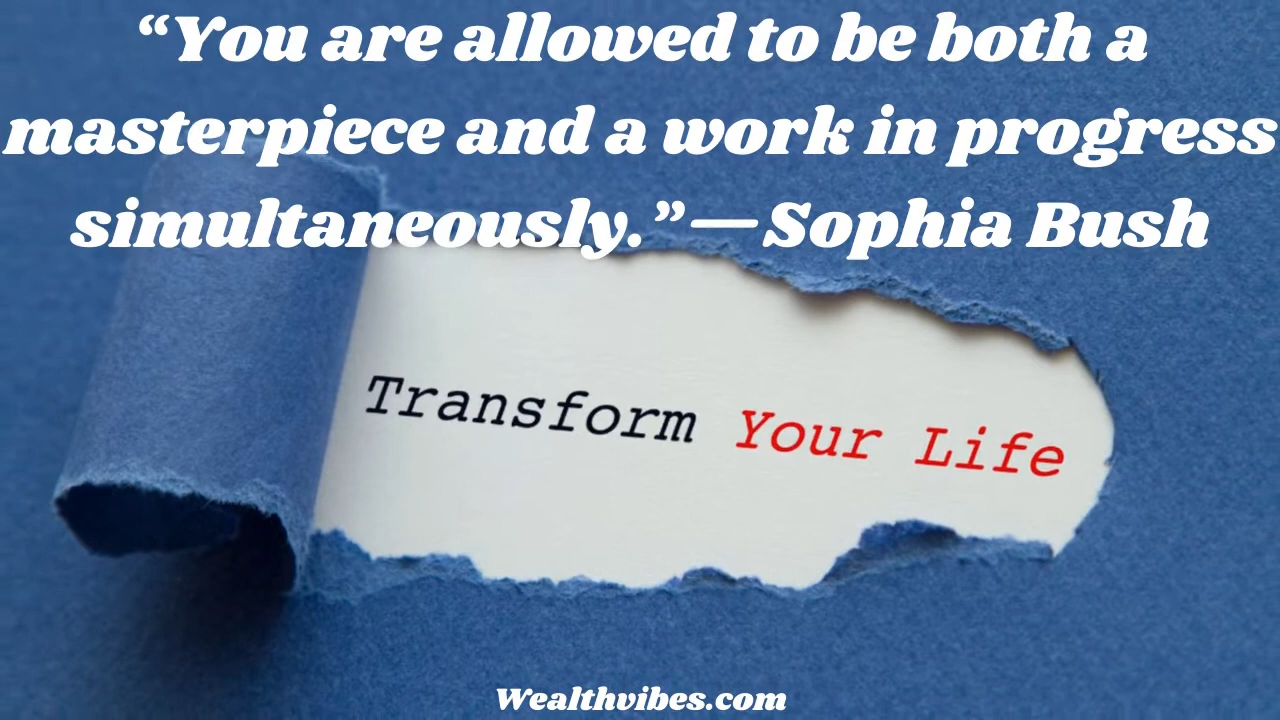 “You are allowed to be both a
masterpiece and a work in progress
simultaneously.”—Sophia Bush
Transform Your Life
Wealthvibes.com